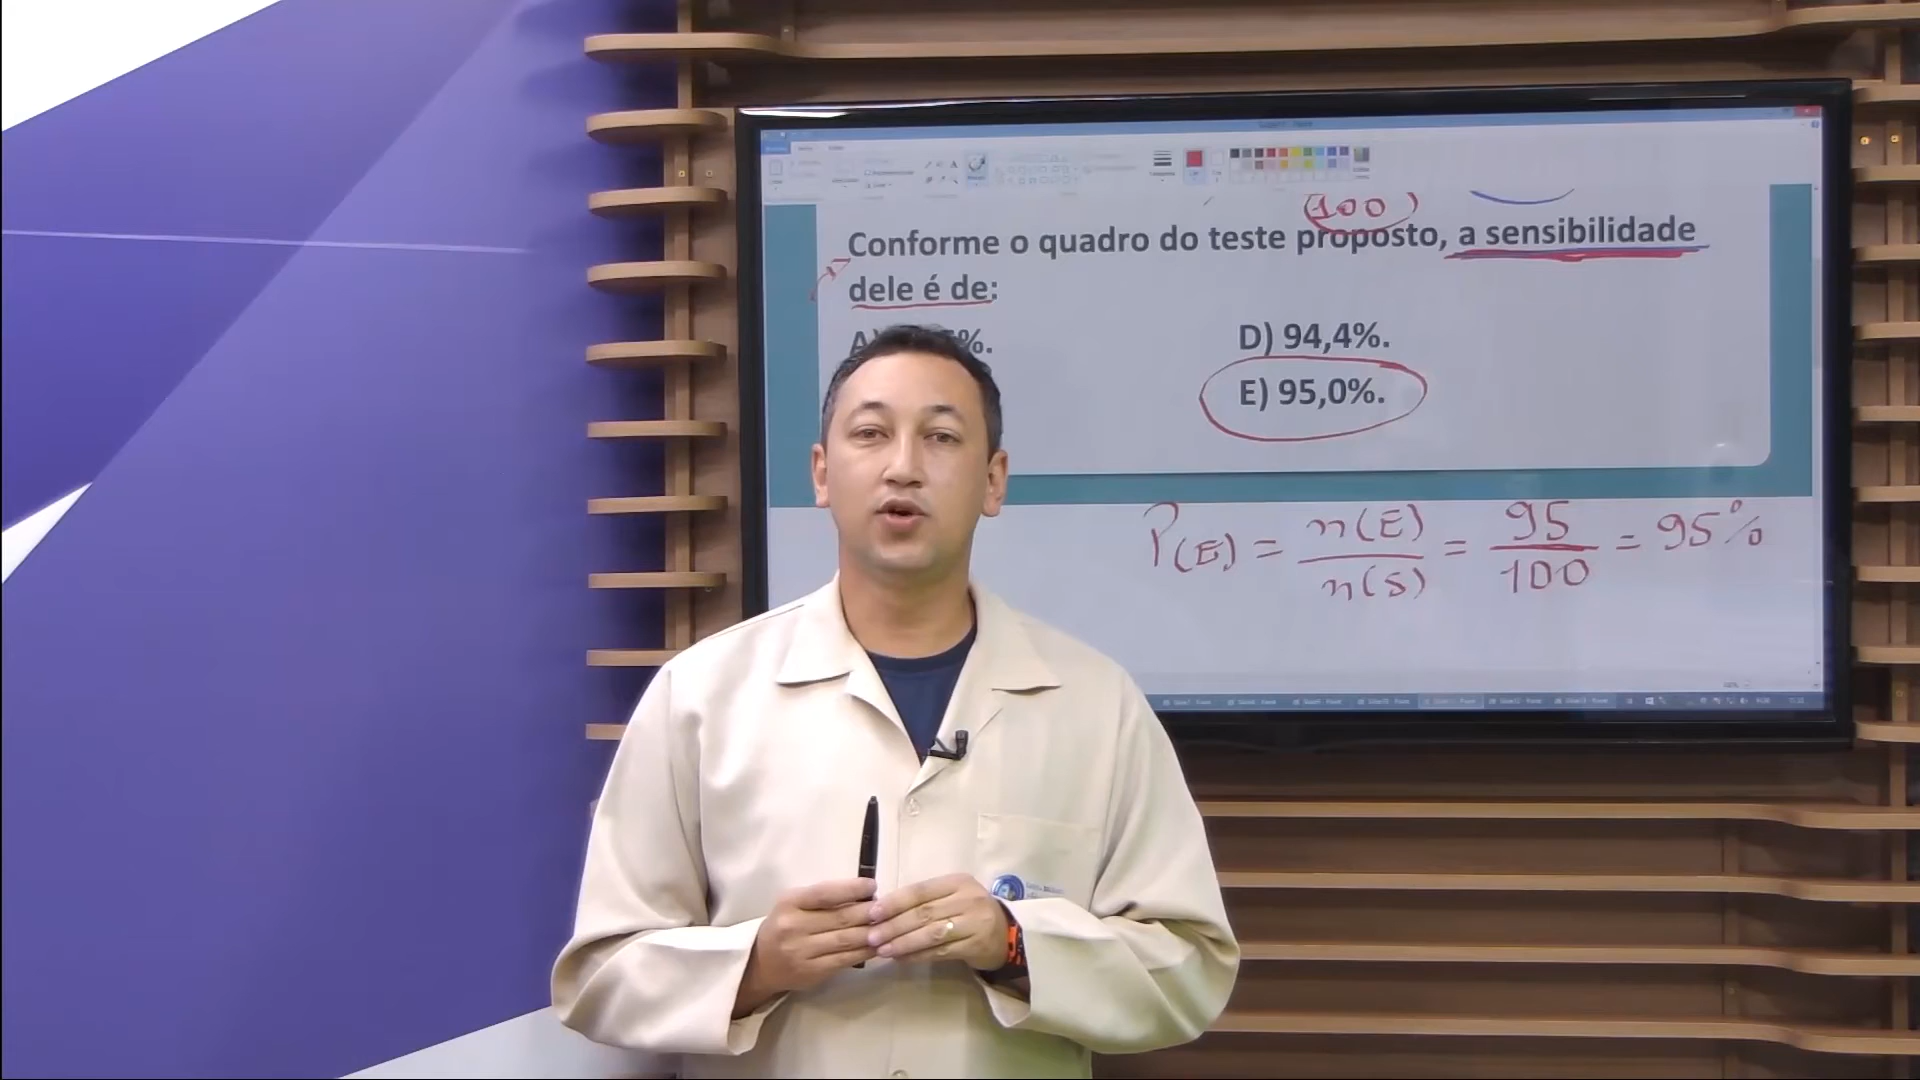 (100)
Conforme o quadro do teste proposto, a sensibilidade
dele é de:
D) 94,4%.
E) 95,0%.
P(E) = n(E) / n(S) = 95 / 100 = 95%